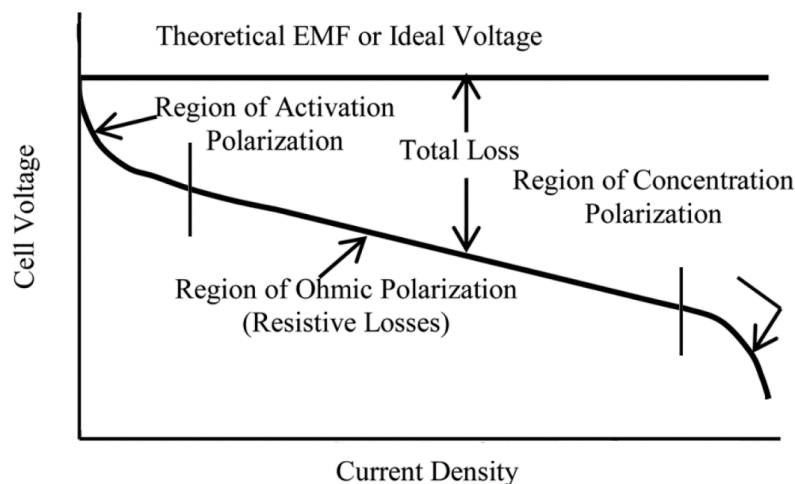 Theoretical EMF or Ideal Voltage
Region of Activation
Polarization
Total Loss
Region of Concentration
Polarization
Region of Ohmic Polarization
(Resistive Losses)
Cell Voltage
Current Density